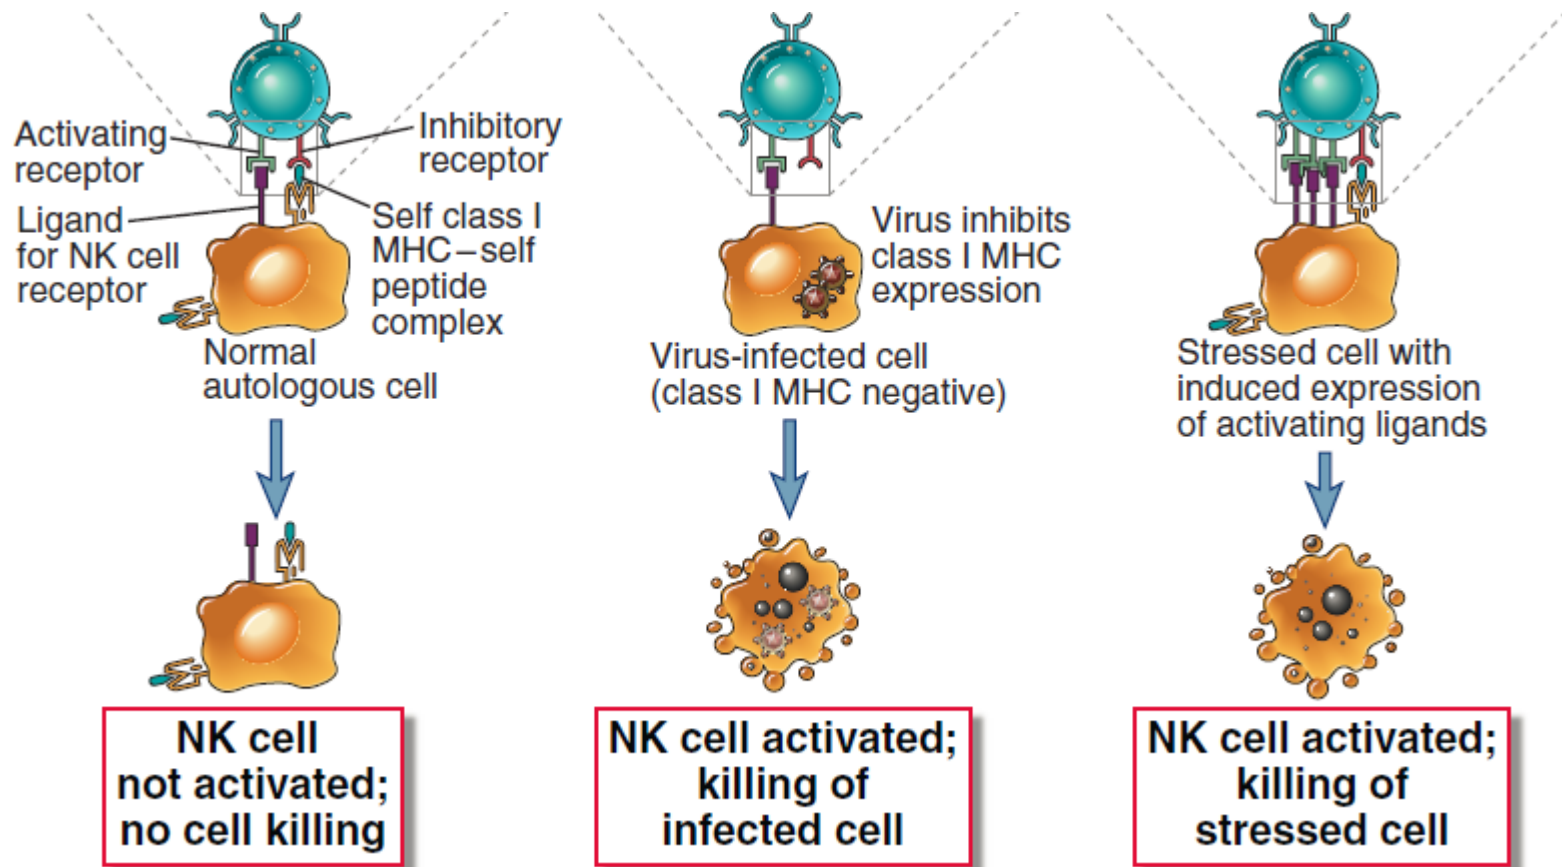 Activating
receptor
Inhibitory
receptor
Ligand
for NK cell
receptor
Self class I
MHC–self
peptide
complex
Normal
autologous cell
NK cell
not activated;
no cell killing
Virus inhibits
class I MHC
expression
Virus-infected cell
(class I MHC negative)
NK cell activated;
killing of
infected cell
Stressed cell with
induced expression
of activating ligands
NK cell activated;
killing of
stressed cell